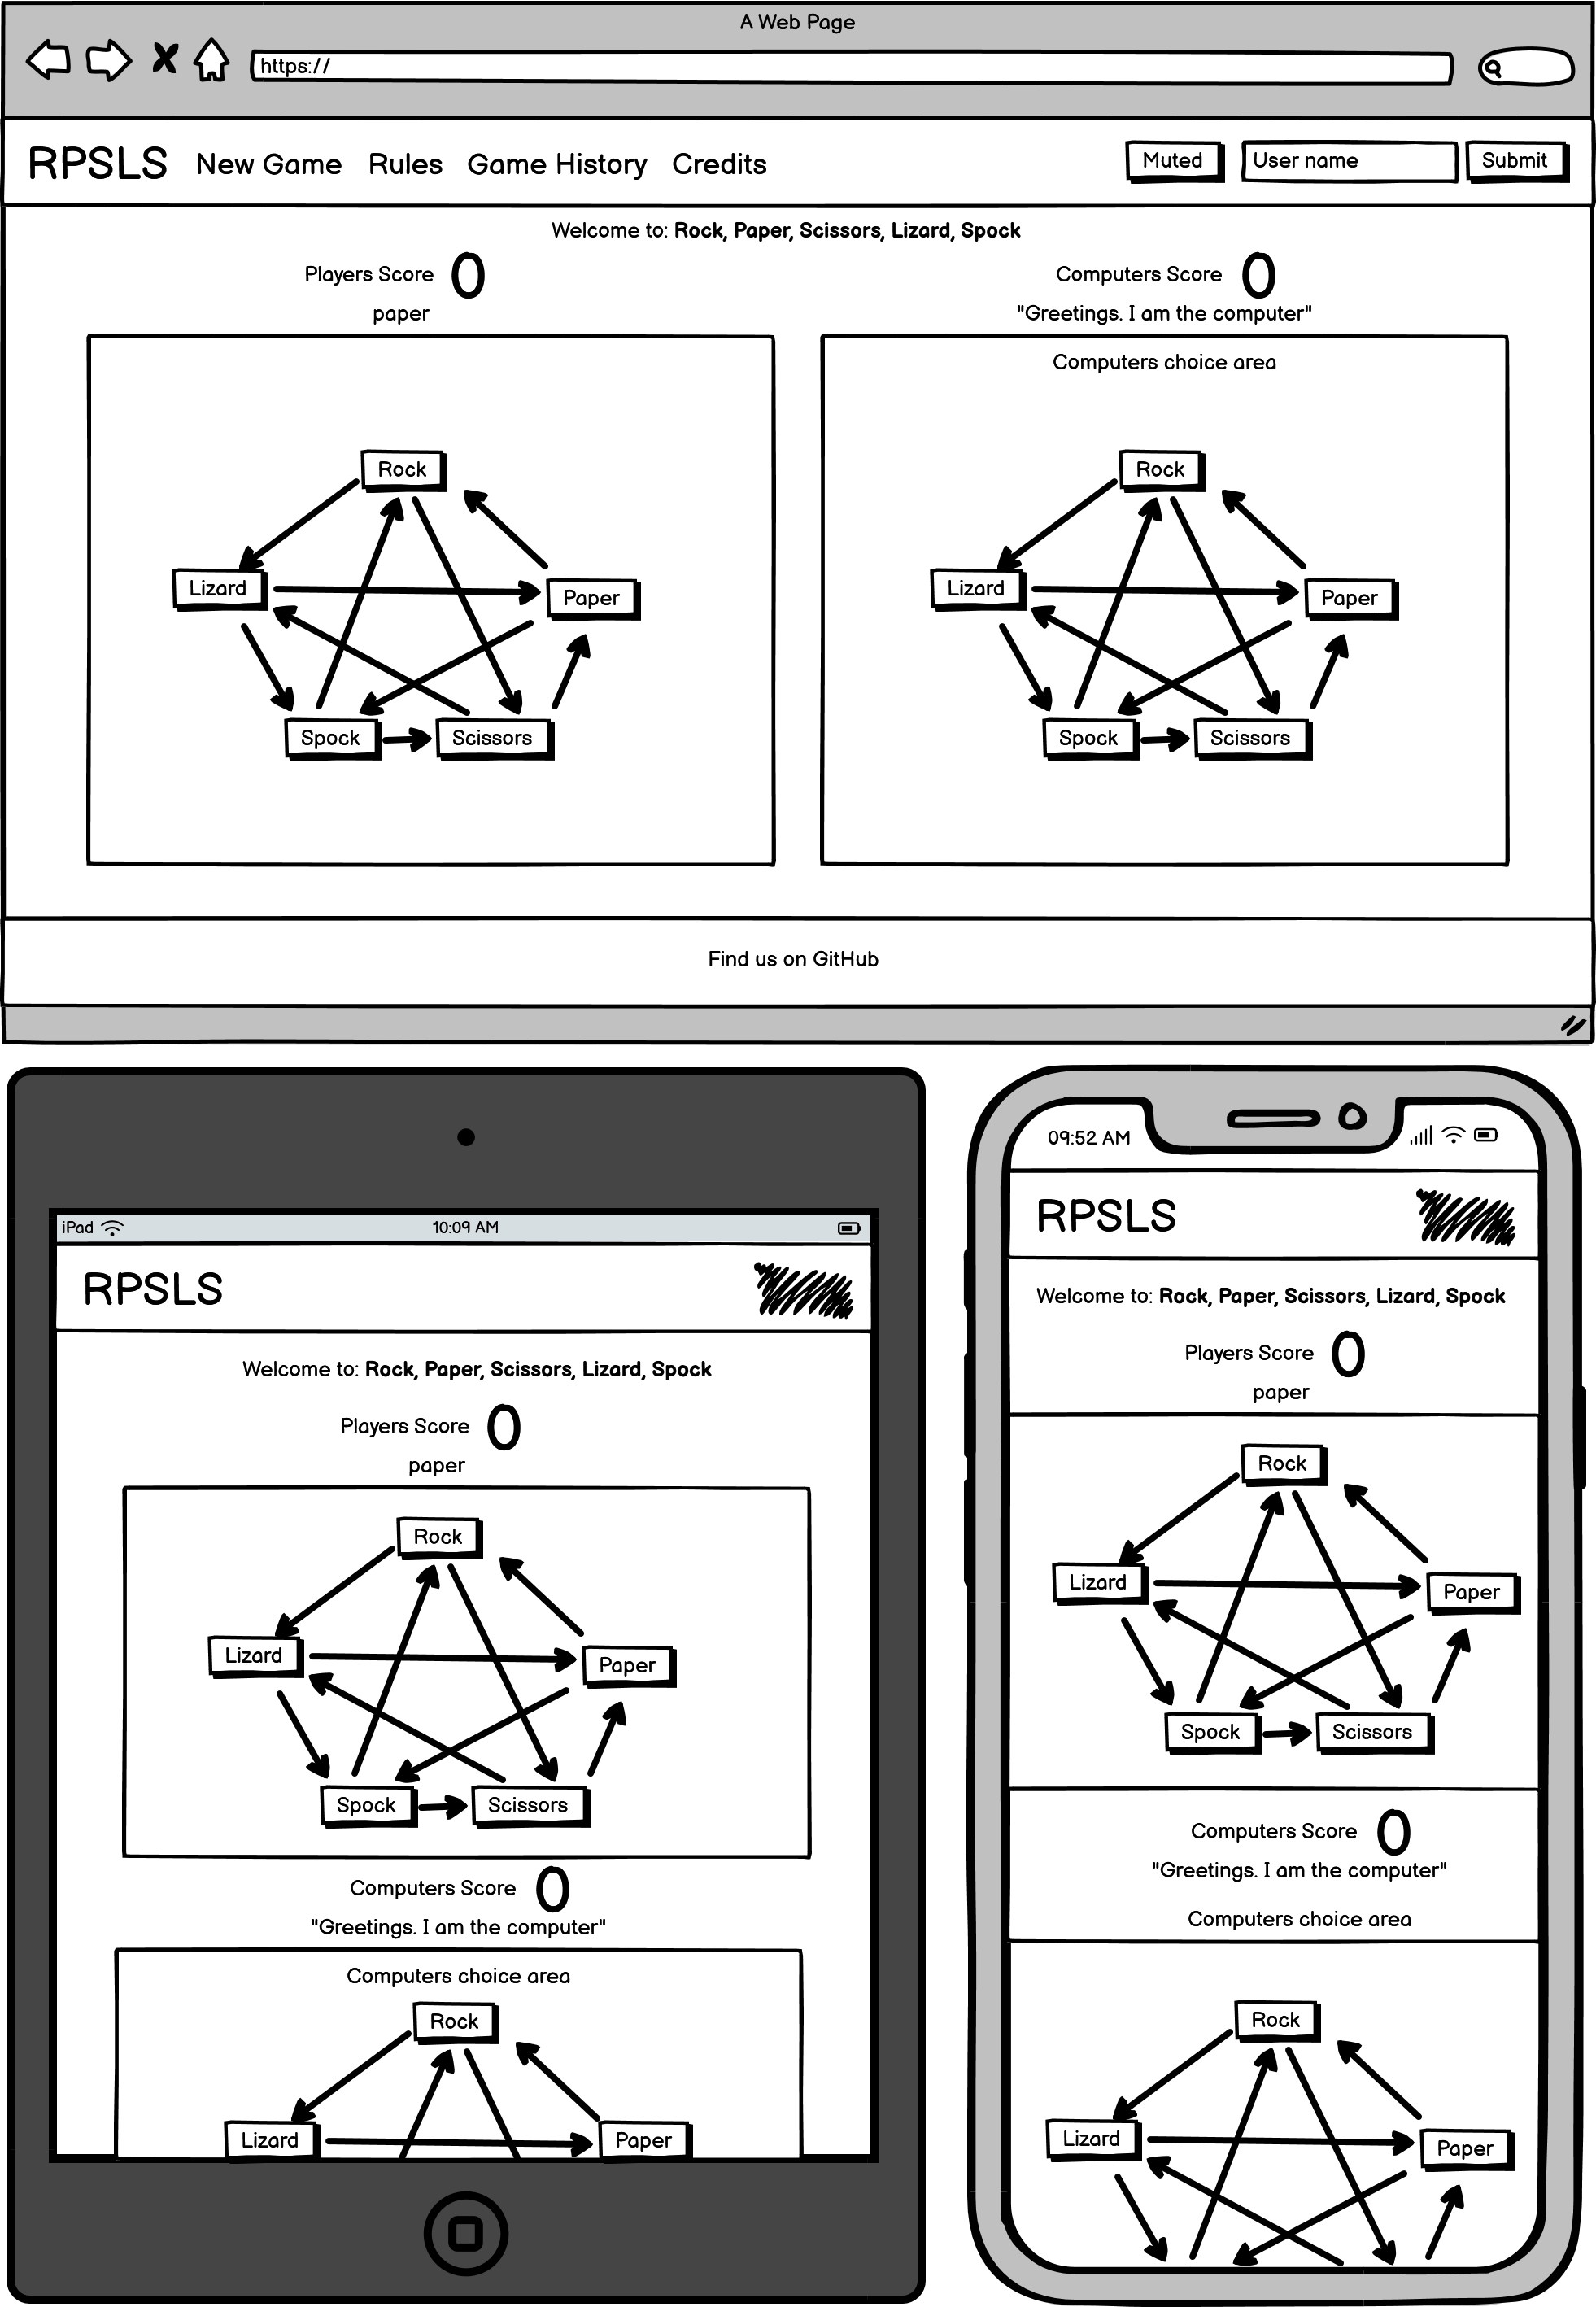 A Web Page
https://
RPSLS New Game Rules Game History Credits Muted User name Submit
Welcome to: Rock, Paper, Scissors, Lizard, Spock
Players Score 0 Computers Score 0
paper "Greetings. I am the computer"
Computers choice area
Rock Rock
Lizard Paper Lizard Paper
Spock Scissors Spock Scissors
Find us on GitHub
iPad 10:09 AM
RPSLS
Welcome to: Rock, Paper, Scissors, Lizard, Spock
Players Score 0
paper
Rock
Lizard Paper
Spock Scissors
Computers Score 0
"Greetings. I am the computer"
Computers choice area
Rock
Lizard Paper
09:52 AM
RPSLS
Welcome to: Rock, Paper, Scissors, Lizard, Spock
Players Score 0
paper
Rock
Lizard Paper
Spock Scissors
Computers Score 0
"Greetings. I am the computer"
Computers choice area
Rock
Lizard Paper